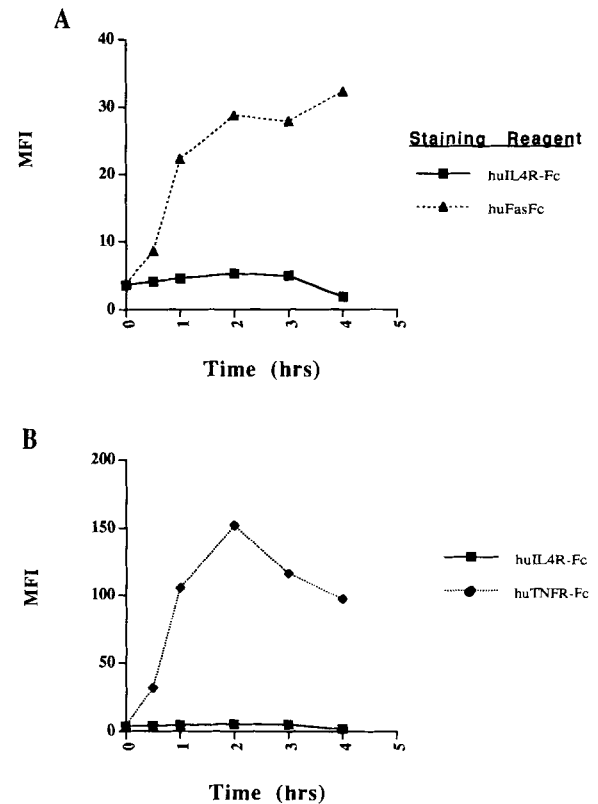 A
40
30
20
10
0
MFI
0 1 2 3 4 5
Time (hrs)
Staining Reagent
huIL4R-Fc
huFasFc
B
200
150
100
50
0
MFI
0 1 2 3 4 5
Time (hrs)
huIL4R-Fc
huTNFR-Fc